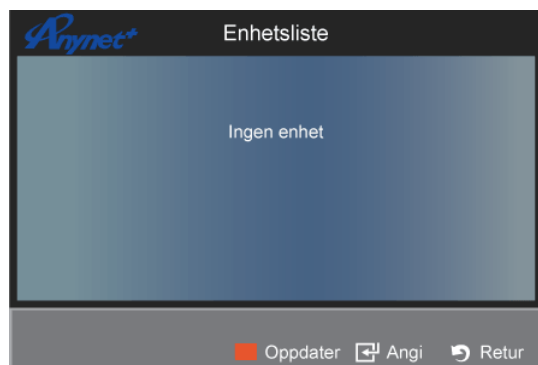 Anynet+ Enhetsliste
Ingen enhet
Oppdater Angi Retur